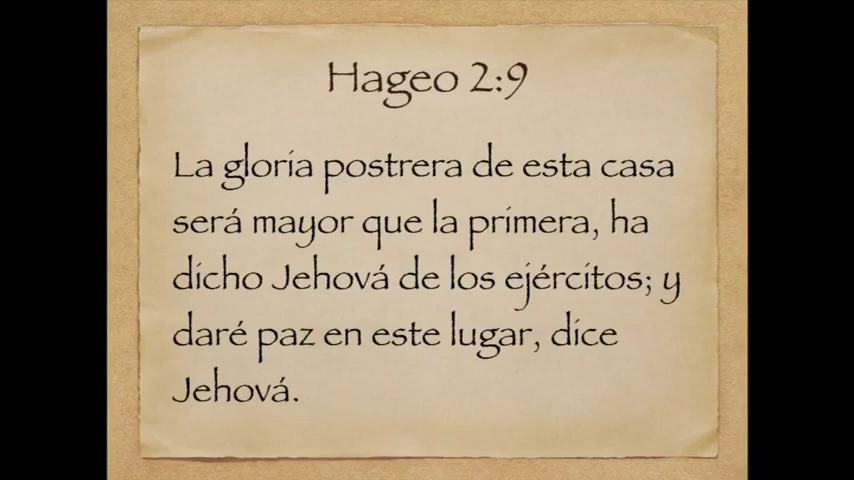 Hageo 2:9
La gloria postrera de esta casa
será mayor que la primera, ha
dicho Jehová de los ejércitos; y
daré paz en este lugar, dice
Jehová.